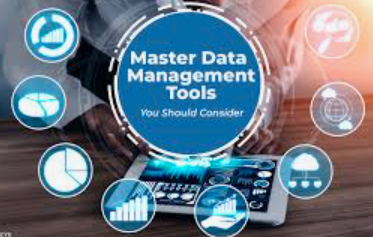 Master Data
Management
Tools
You Should Consider